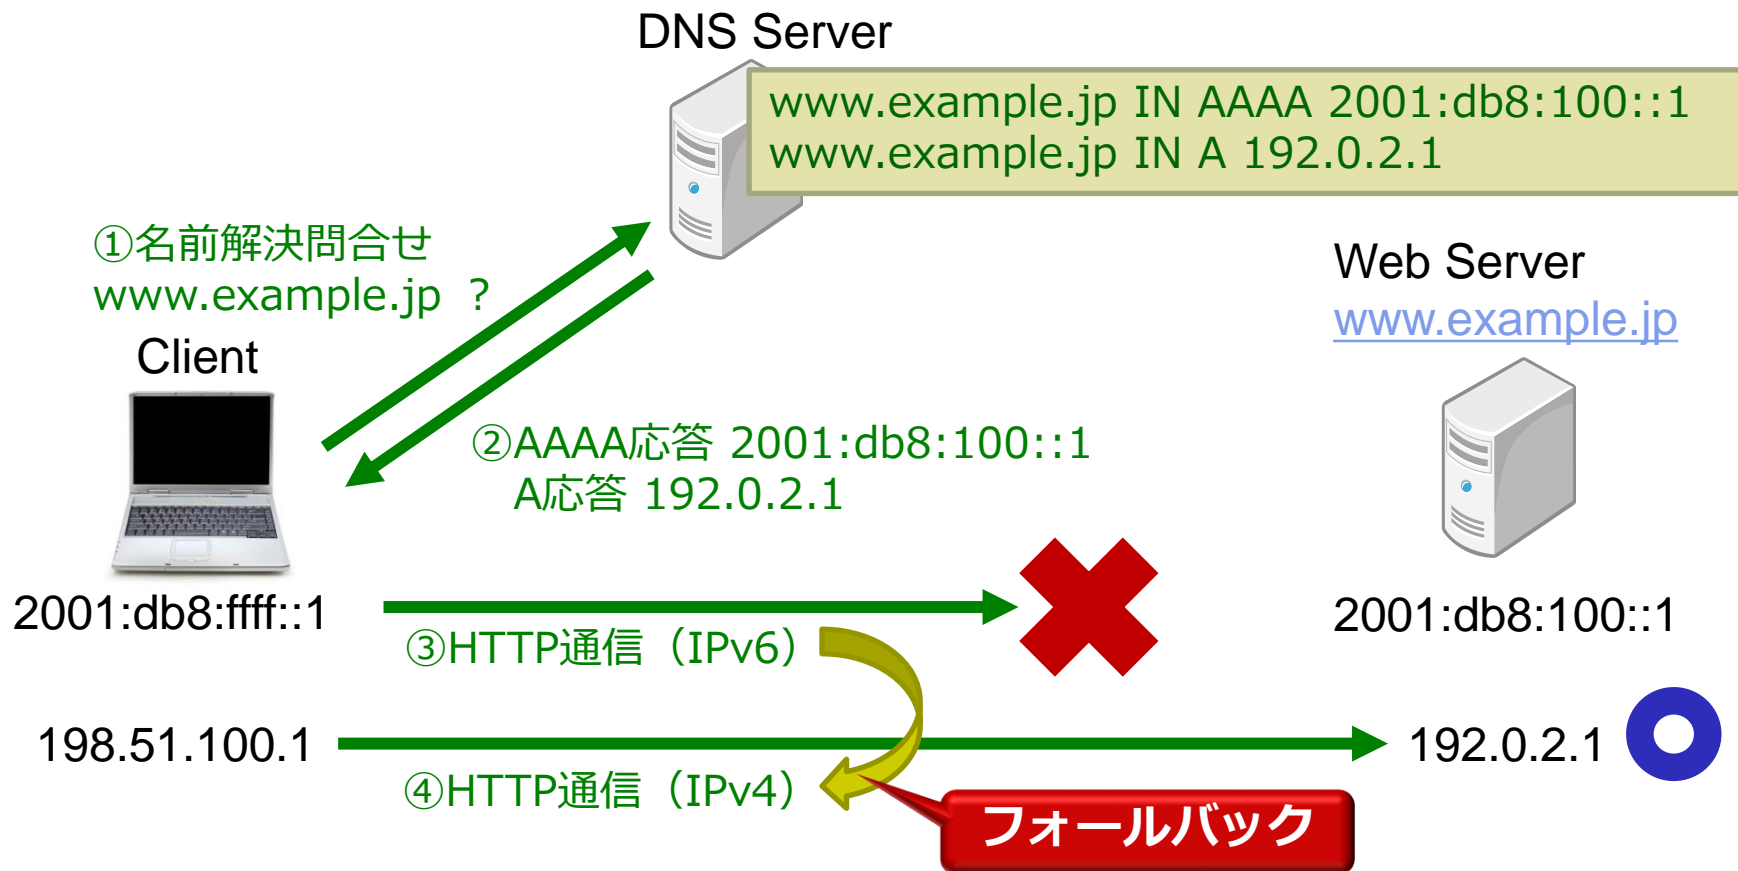 DNS Server
www.example.jp IN AAAA 2001:db8:100::1
www.example.jp IN A 192.0.2.1
①名前解決問合せ
www.example.jp ?
Client
Web Server
www.example.jp
②AAAA応答 2001:db8:100::1
A応答 192.0.2.1
2001:db8:ffff::1
2001:db8:100::1
③HTTP通信（IPv6）
198.51.100.1
192.0.2.1
④HTTP通信（IPv4）
フォールバック